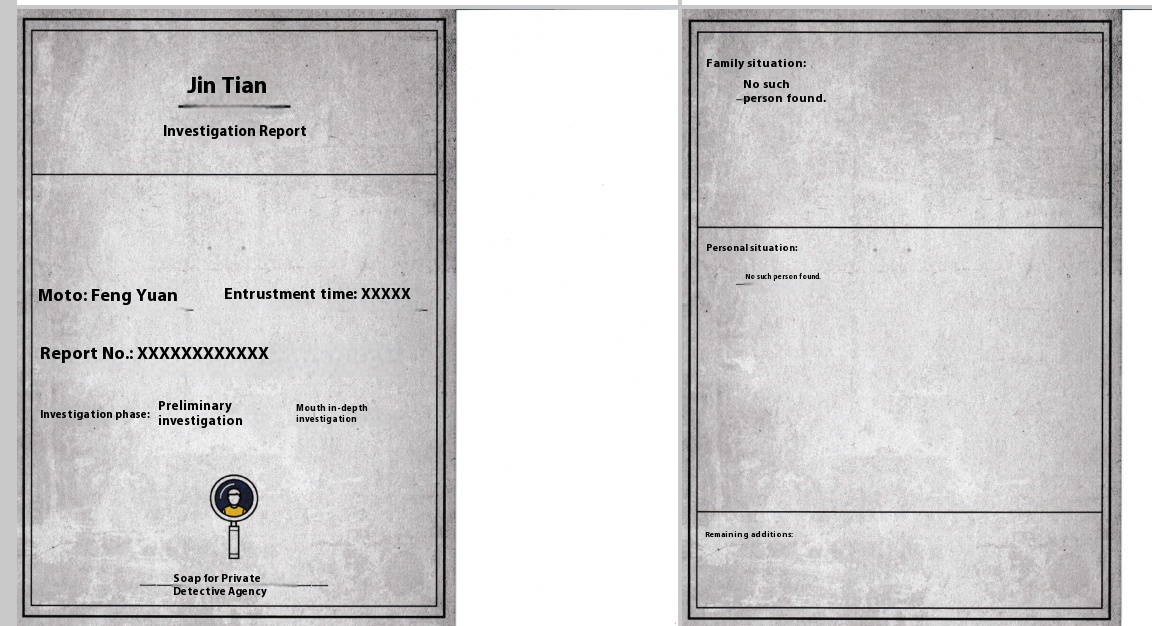 Jin Tian
Investigation Report
Moto: Feng Yuan
Entrustment time: XXXXX
Report No.: XXXXXXXXXXXX
Investigation phase:
Preliminary
investigation
Mouth in-depth
investigation
Soap for Private
Detective Agency
Family situation:
No such
person found.
Personal situation:
No such person found.
Remaining additions: